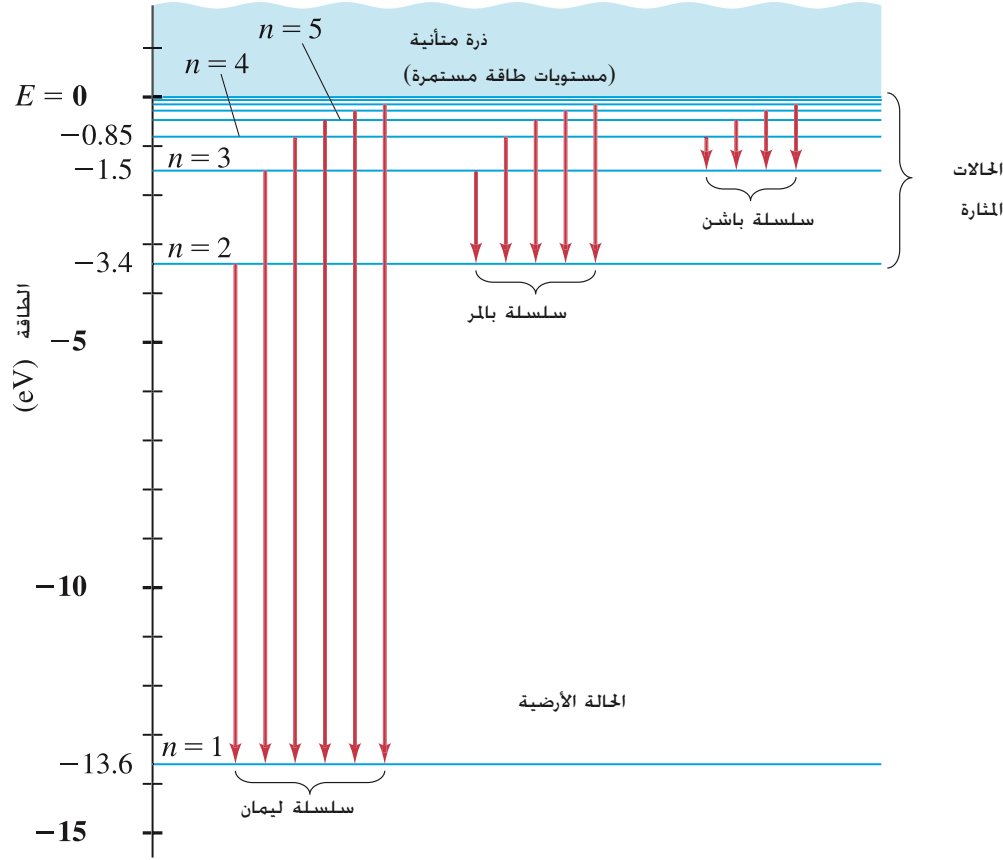 ذرة متأينة
(مستويات طاقة مستمرة)
n = 5
n = 4
E = 0
−0.85
n = 3
−1.5
الحالات
المثارة
سلسلة باشن
n = 2
−3.4
سلسلة بالمر
−5
الطاقة (eV)
−10
الحالة الأرضية
n = 1
−13.6
سلسلة ليمان
−15